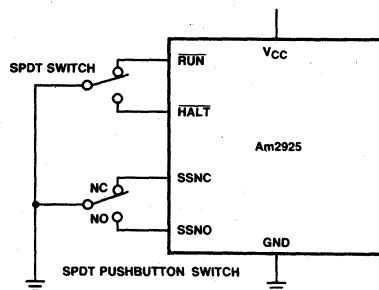 VCC
RUN
SPDT SWITCH
HALT
Am2925
SSNC
NC
NO
SSNO
GND
SPDT PUSHBUTTON SWITCH